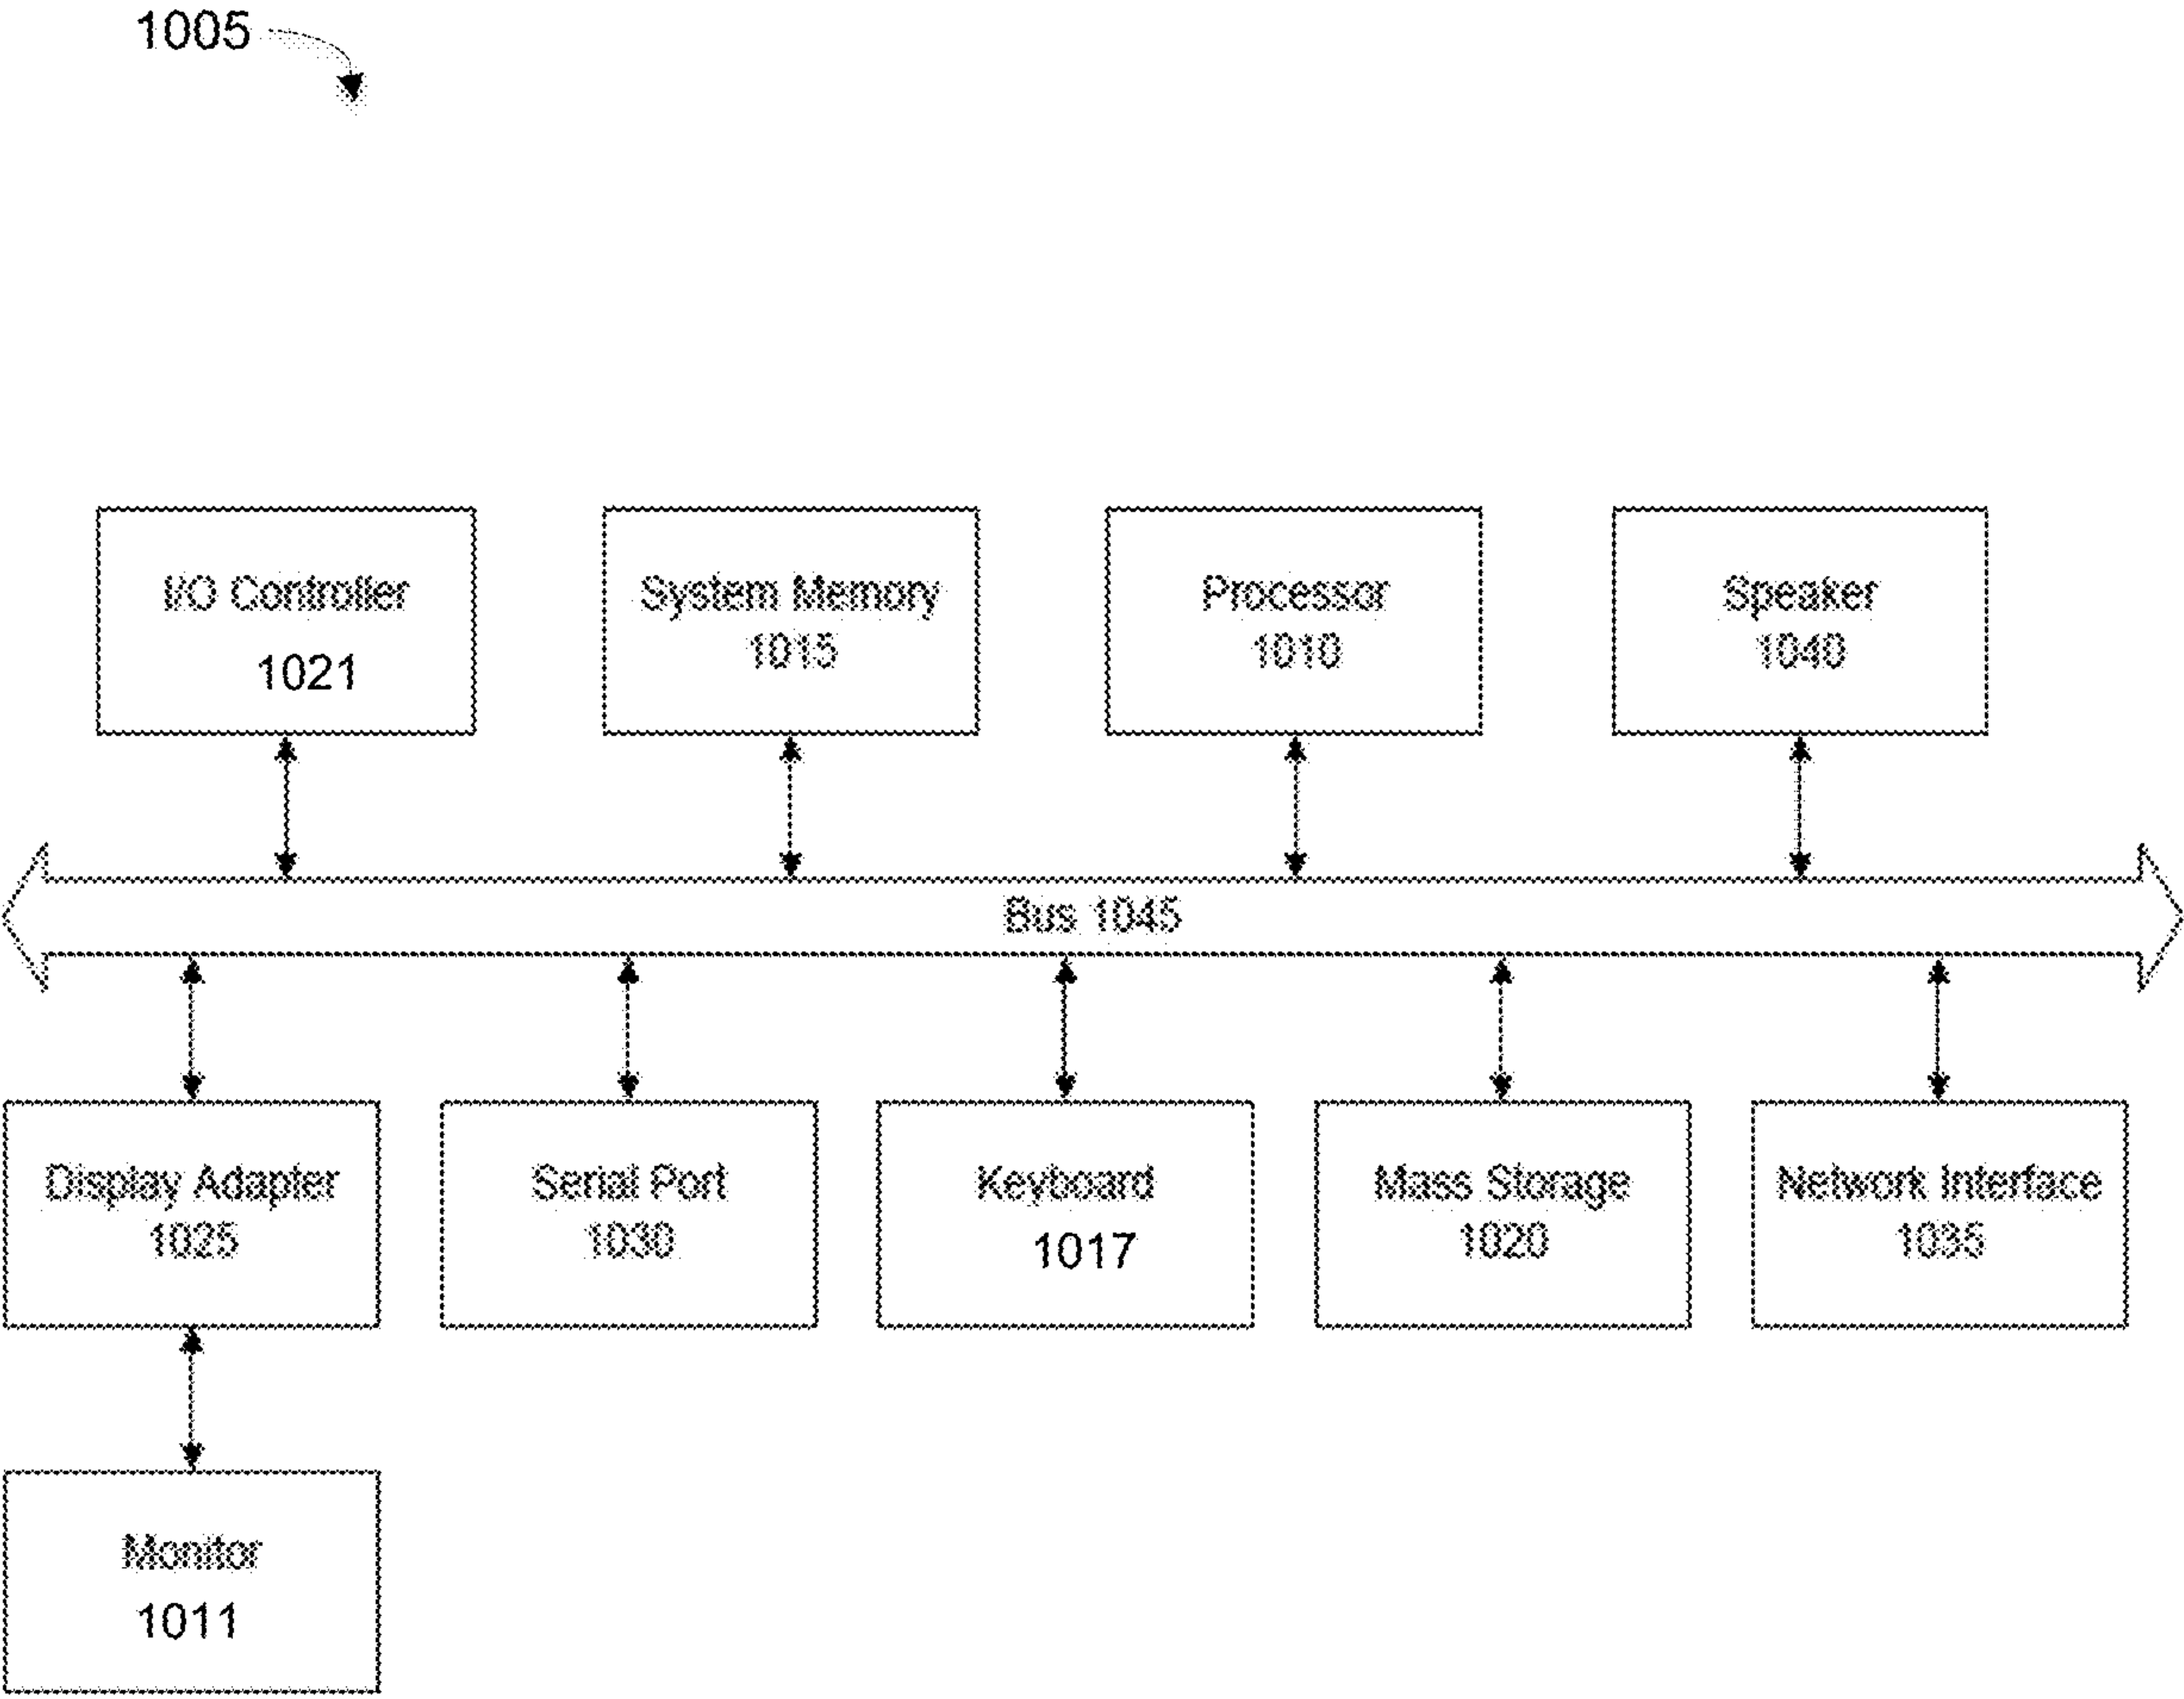 1005
I/O Controller
1021
System Memory
1015
Processor
1010
Speaker
1040
Bus 1045
Display Adapter
1025
Serial Port
1030
Keyboard
1017
Mass Storage
1020
Network Interface
1035
Monitor
1011